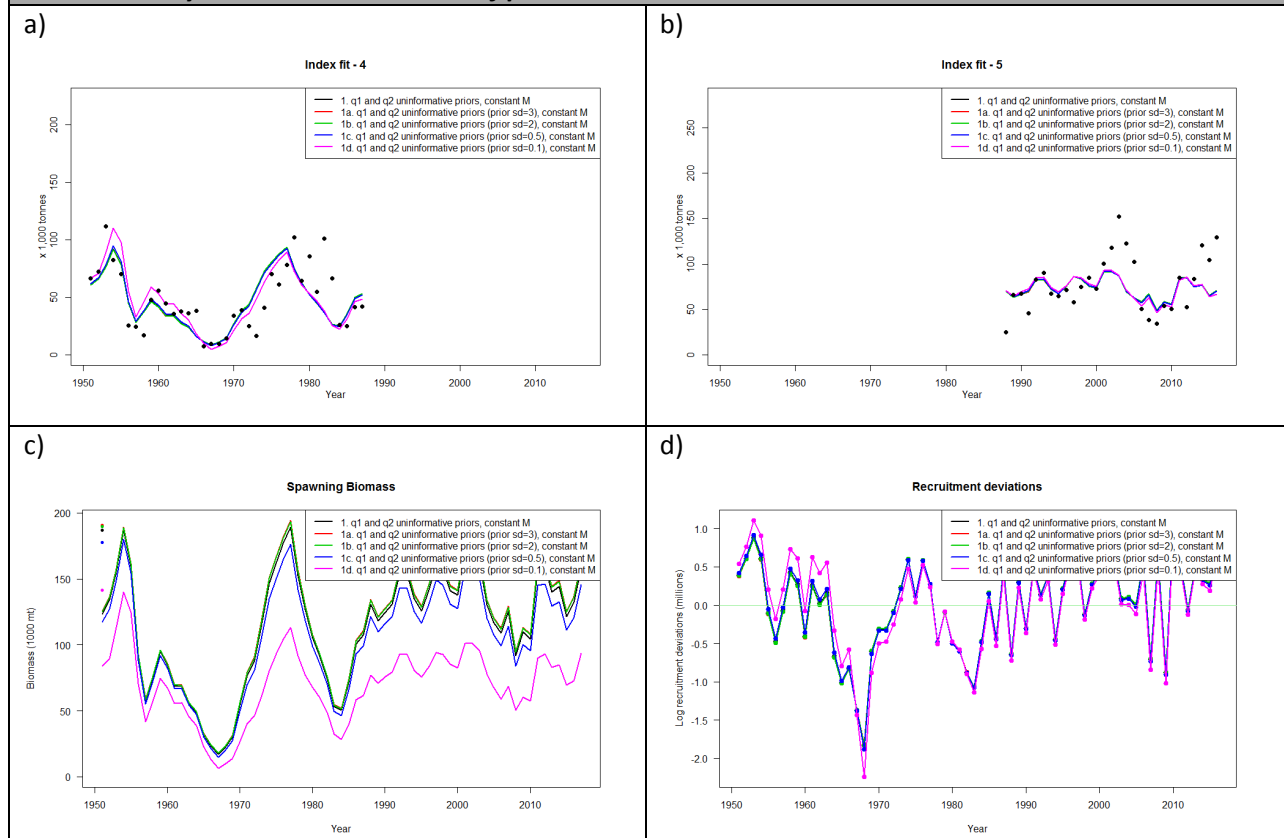 a)
Index fit - 4
1. q1 and q2 uninformative priors, constant M
1a. q1 and q2 uninformative priors (prior sd=3), constant M
1b. q1 and q2 uninformative priors (prior sd=2), constant M
1c. q1 and q2 uninformative priors (prior sd=0.5), constant M
1d. q1 and q2 uninformative priors (prior sd=0.1), constant M
x 1,000 tonnes
0 50 100 150 200
1950 1960 1970 1980 1990 2000 2010
Year
b)
Index fit - 5
1. q1 and q2 uninformative priors, constant M
1a. q1 and q2 uninformative priors (prior sd=3), constant M
1b. q1 and q2 uninformative priors (prior sd=2), constant M
1c. q1 and q2 uninformative priors (prior sd=0.5), constant M
1d. q1 and q2 uninformative priors (prior sd=0.1), constant M
x 1,000 tonnes
0 50 100 150 200 250
1950 1960 1970 1980 1990 2000 2010
Year
c)
Spawning Biomass
1. q1 and q2 uninformative priors, constant M
1a. q1 and q2 uninformative priors (prior sd=3), constant M
1b. q1 and q2 uninformative priors (prior sd=2), constant M
1c. q1 and q2 uninformative priors (prior sd=0.5), constant M
1d. q1 and q2 uninformative priors (prior sd=0.1), constant M
Biomass (1000 mt)
0 50 100 150 200
1950 1960 1970 1980 1990 2000 2010
Year
d)
Recruitment deviations
1. q1 and q2 uninformative priors, constant M
1a. q1 and q2 uninformative priors (prior sd=3), constant M
1b. q1 and q2 uninformative priors (prior sd=2), constant M
1c. q1 and q2 uninformative priors (prior sd=0.5), constant M
1d. q1 and q2 uninformative priors (prior sd=0.1), constant M
Log recruitment deviations (millions)
-2.0 -1.5 -1.0 -0.5 0.0 0.5 1.0
1950 1960 1970 1980 1990 2000 2010
Year